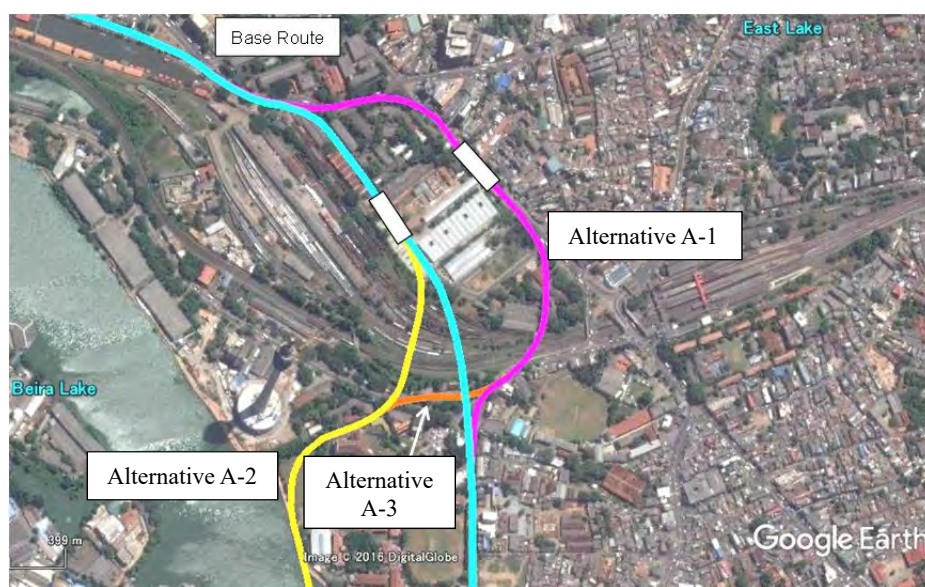 Base Route
East Lake
Alternative A-1
Beira Lake
Alternative A-2
Alternative
A-3
399 m
Image © 2016 DigitalGlobe
Google Earth